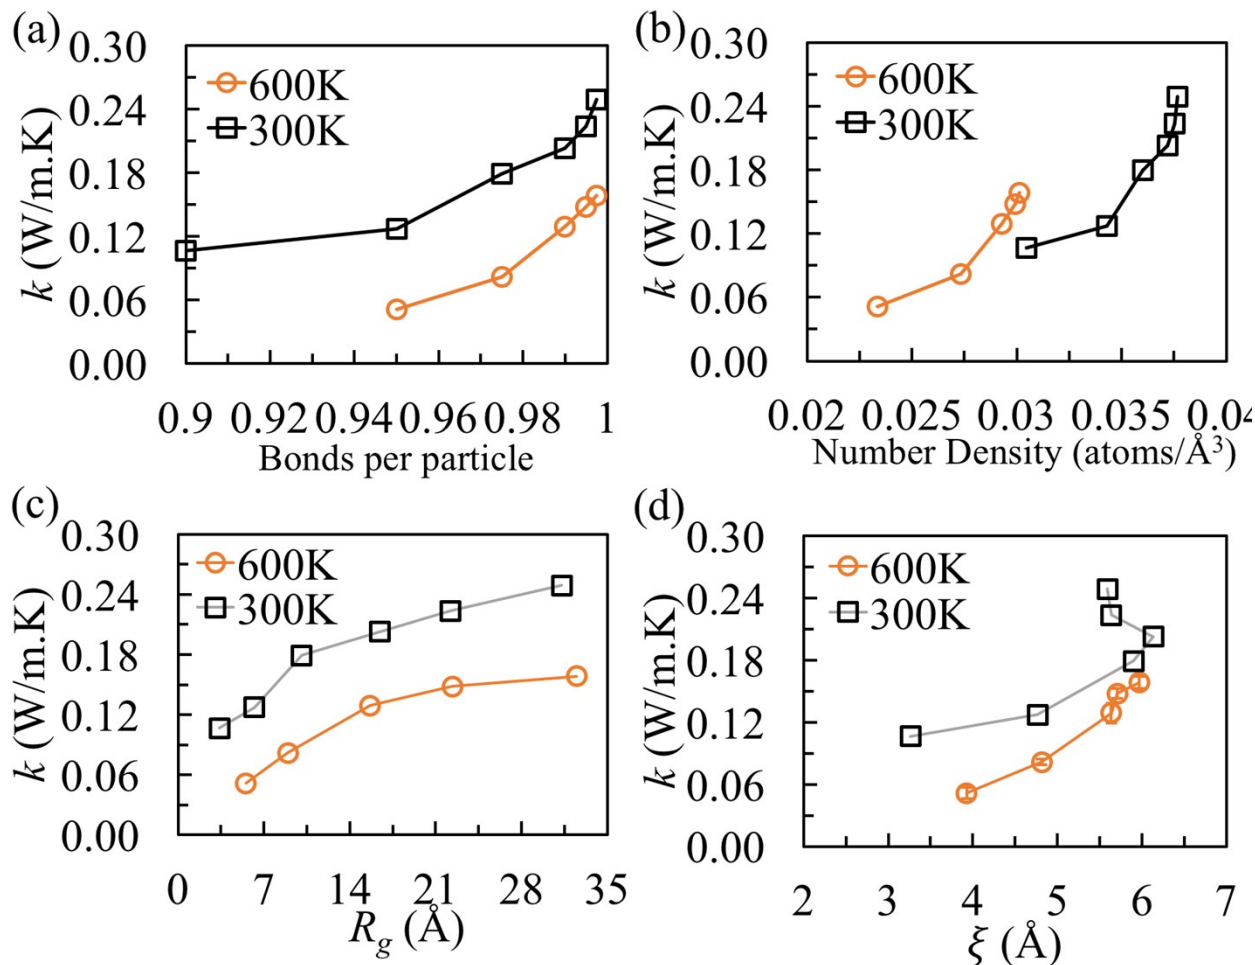 (a)
0.30
0.24
0.18
0.12
0.06
0.00
k (W/m.K)
600K
300K
0.9 0.92 0.94 0.96 0.98 1
Bonds per particle
(b)
0.30
0.24
0.18
0.12
0.06
0.00
k (W/m.K)
600K
300K
0.02 0.025 0.03 0.035 0.04
Number Density (atoms/Å³)
(c)
0.30
0.24
0.18
0.12
0.06
0.00
k (W/m.K)
600K
300K
0 7 14 21 28 35
Rg (Å)
(d)
0.30
0.24
0.18
0.12
0.06
0.00
k (W/m.K)
600K
300K
2 3 4 5 6 7
ξ (Å)